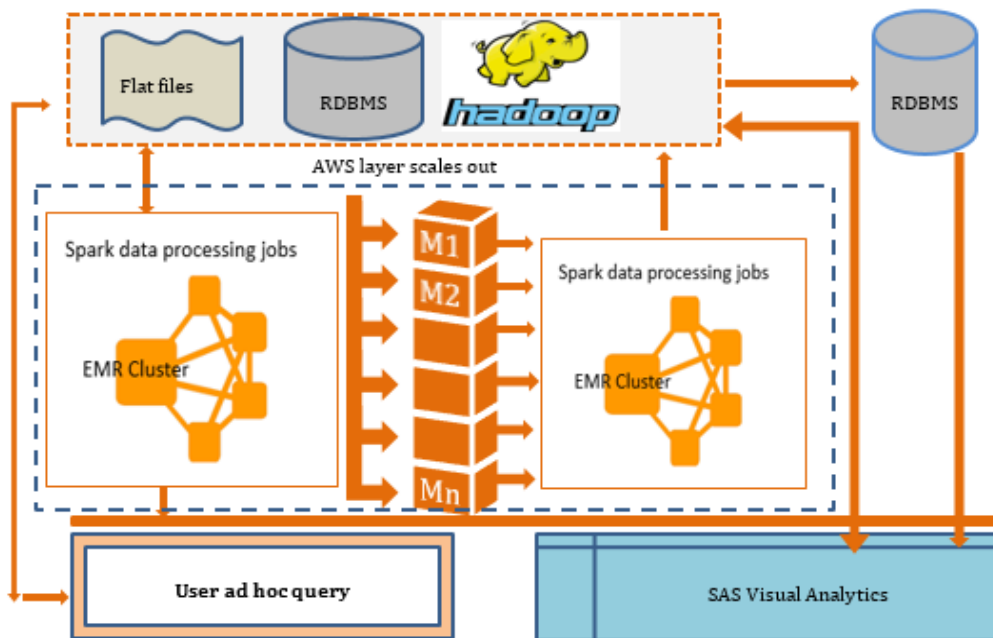 Flat files
RDBMS
hadoop
RDBMS
AWS layer scales out
Spark data processing jobs
EMR Cluster
M1
M2
Mn
Spark data processing jobs
EMR Cluster
User ad hoc query
SAS Visual Analytics